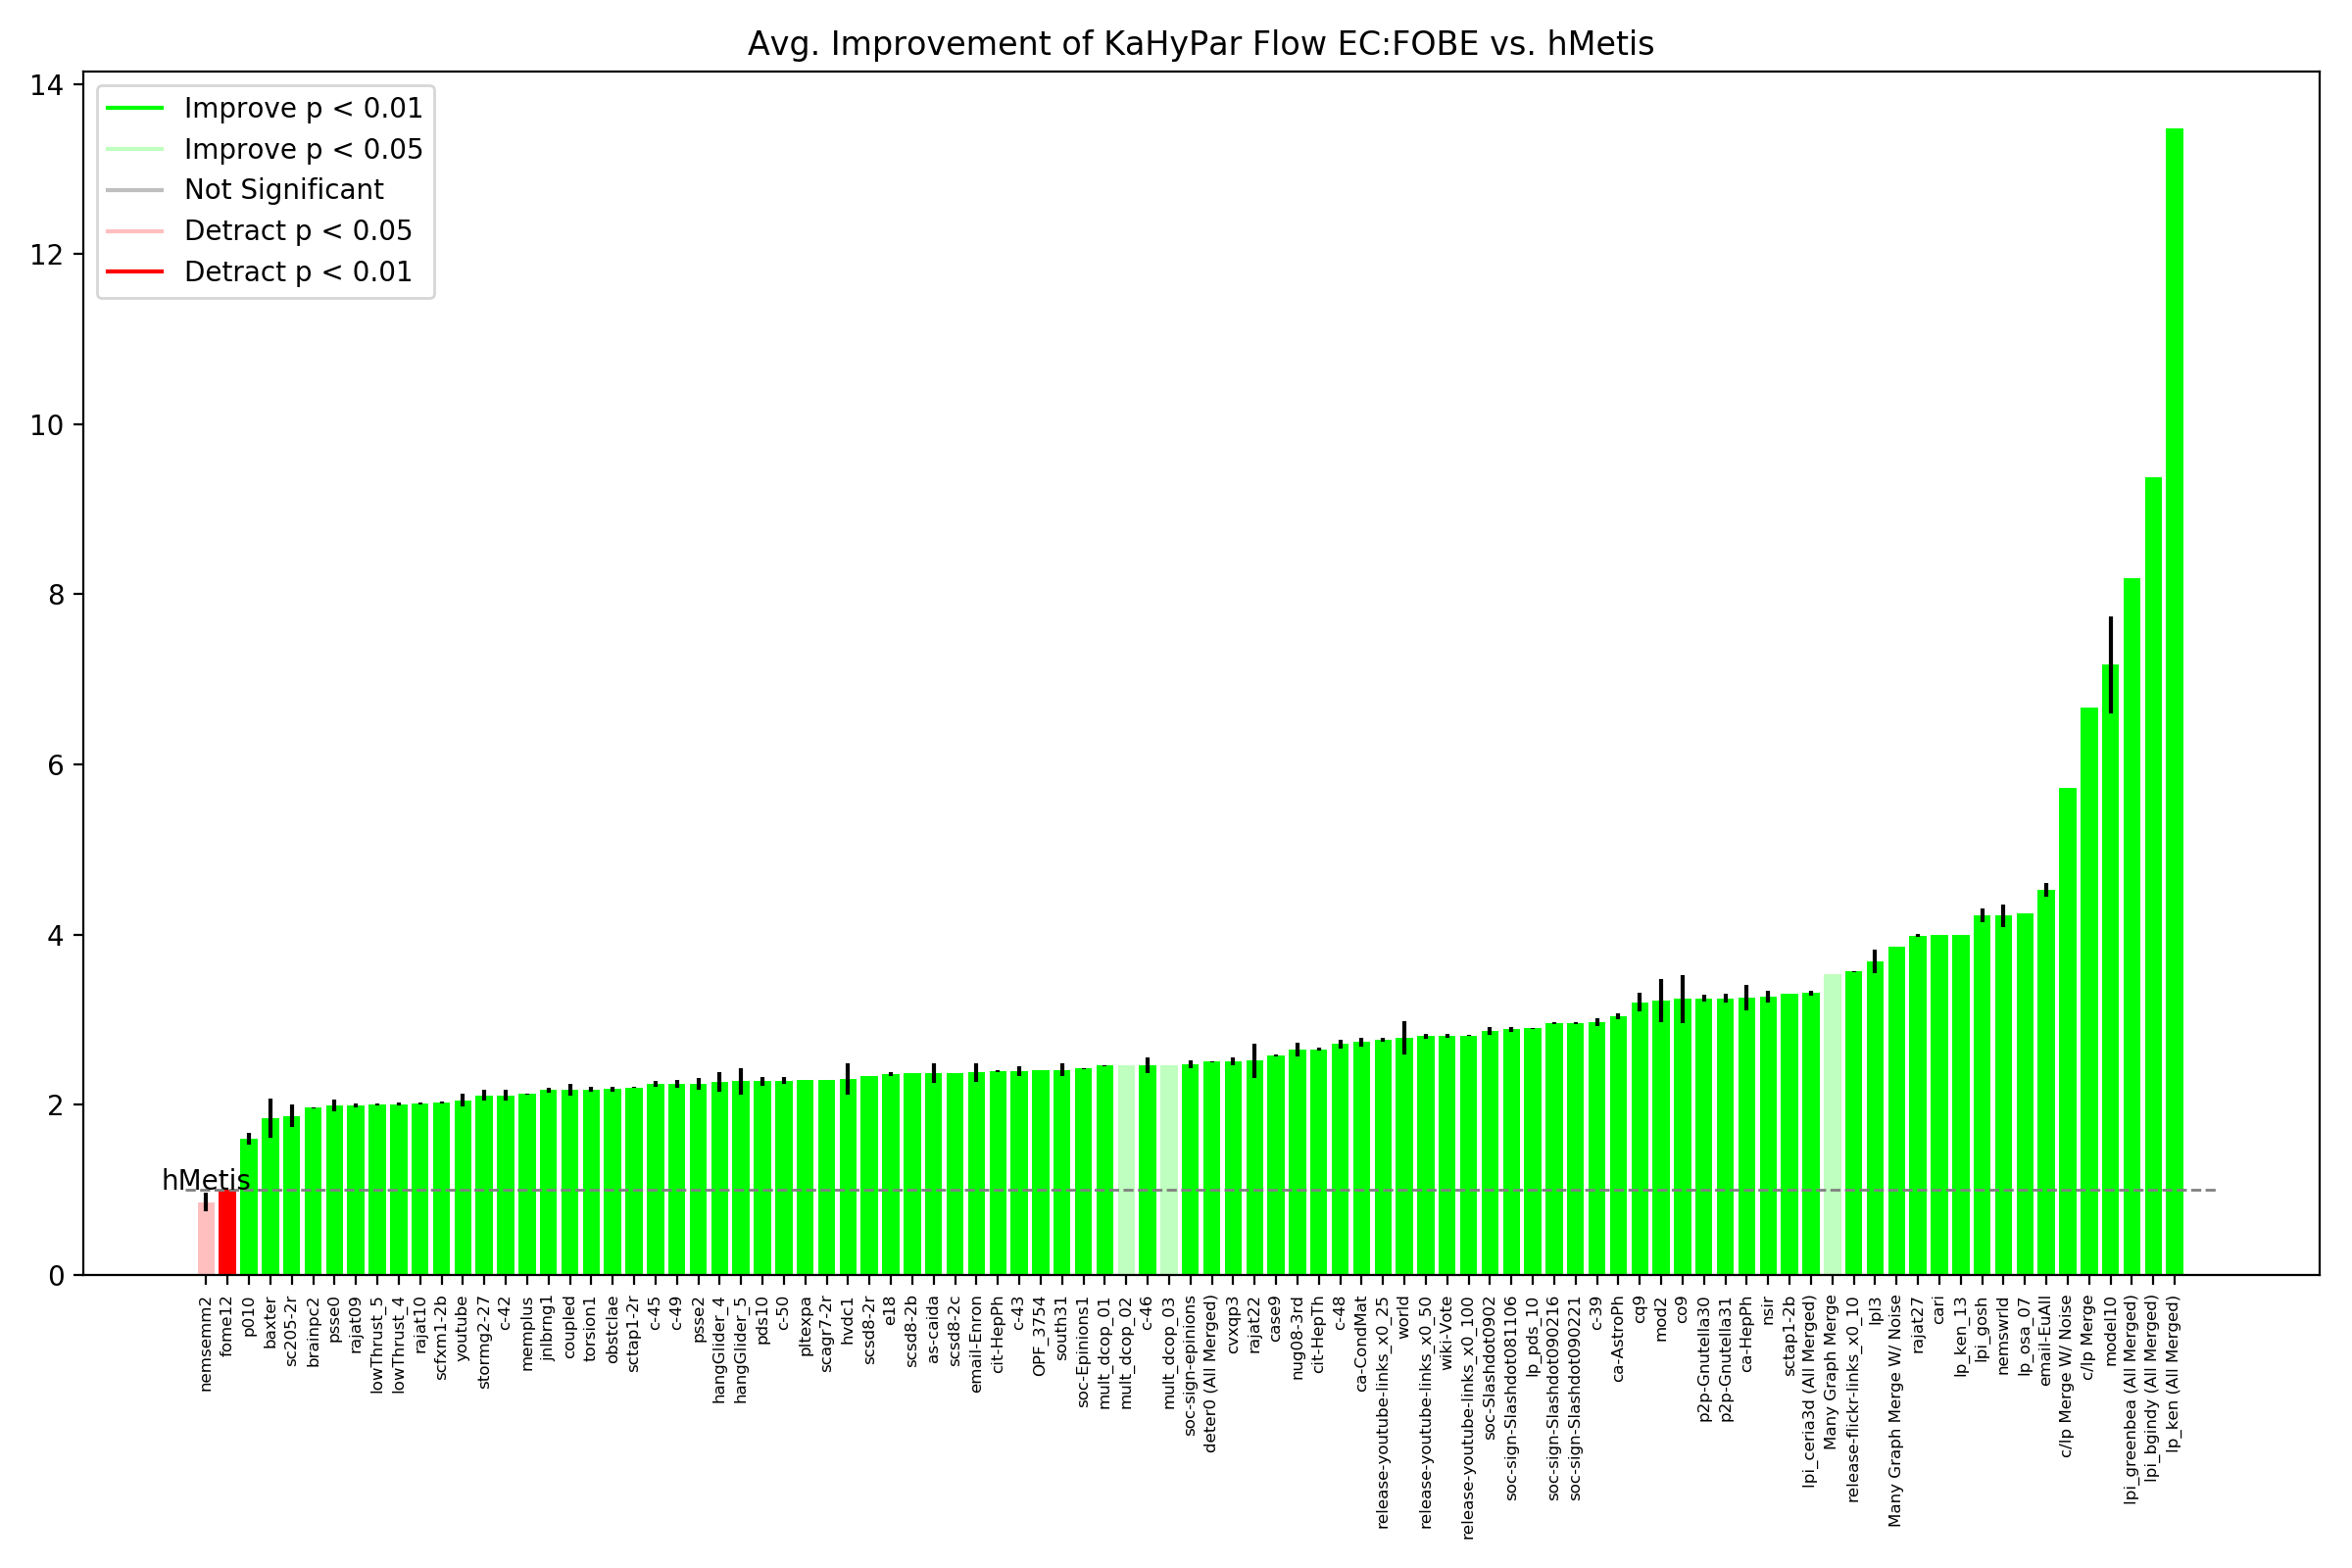 Avg. Improvement of KaHyPar Flow EC:FOBE vs. hMetis
14
12
10
8
6
4
2
0
Improve p < 0.01
Improve p < 0.05
Not Significant
Detract p < 0.05
Detract p < 0.01
hMetis
nemsemm2
fome12
p010
baxter
sc205-2r
brainpc2
psse0
rajat09
lowThrust_5
lowThrust_4
rajat10
scfxm1-2b
youtube
stormg2-27
c-42
memplus
jnlbrng1
coupled
torsion1
obstclae
sctap1-2r
c-45
c-49
psse2
hangGlider_4
hangGlider_5
pds10
c-50
pltexpa
scagr7-2r
hvdc1
scsd8-2r
e18
scsd8-2b
as-caida
scsd8-2c
email-Enron
cit-HepPh
c-43
OPF_3754
south31
soc-Epinions1
mult_dcop_01
mult_dcop_02
c-46
mult_dcop_03
soc-sign-epinions
deter0 (All Merged)
cvxqp3
rajat22
case9
nug08-3rd
cit-HepTh
c-48
ca-CondMat
release-youtube-links_x0_25
world
release-youtube-links_x0_50
wiki-Vote
release-youtube-links_x0_100
soc-Slashdot0902
soc-sign-Slashdot081106
lp_pds_10
soc-sign-Slashdot090216
soc-sign-Slashdot090221
c-39
ca-AstroPh
cq9
mod2
co9
p2p-Gnutella30
p2p-Gnutella31
ca-HepPh
nsir
sctap1-2b
lpi_ceria3d (All Merged)
Many Graph Merge
release-flickr-links_x0_10
lpl3
Many Graph Merge W/ Noise
rajat27
cari
lp_ken_13
lpi_gosh
nemswrld
lp_osa_07
email-EuAll
c/lp Merge W/ Noise
c/lp Merge
model10
lpi_greenbea (All Merged)
lpi_bgindy (All Merged)
lp_ken (All Merged)